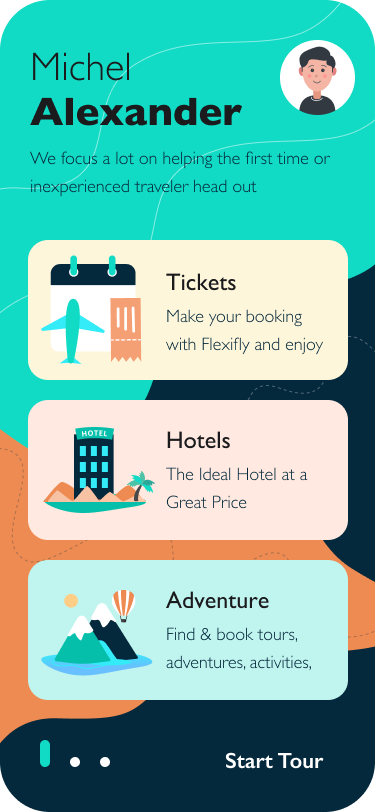 Michel
Alexander
We focus a lot on helping the first time or
inexperienced traveler head out
Tickets
Make your booking
with Flexifly and enjoy
HOTEL
Hotels
The Ideal Hotel at a
Great Price
Adventure
Find & book tours,
adventures, activities,
Start Tour